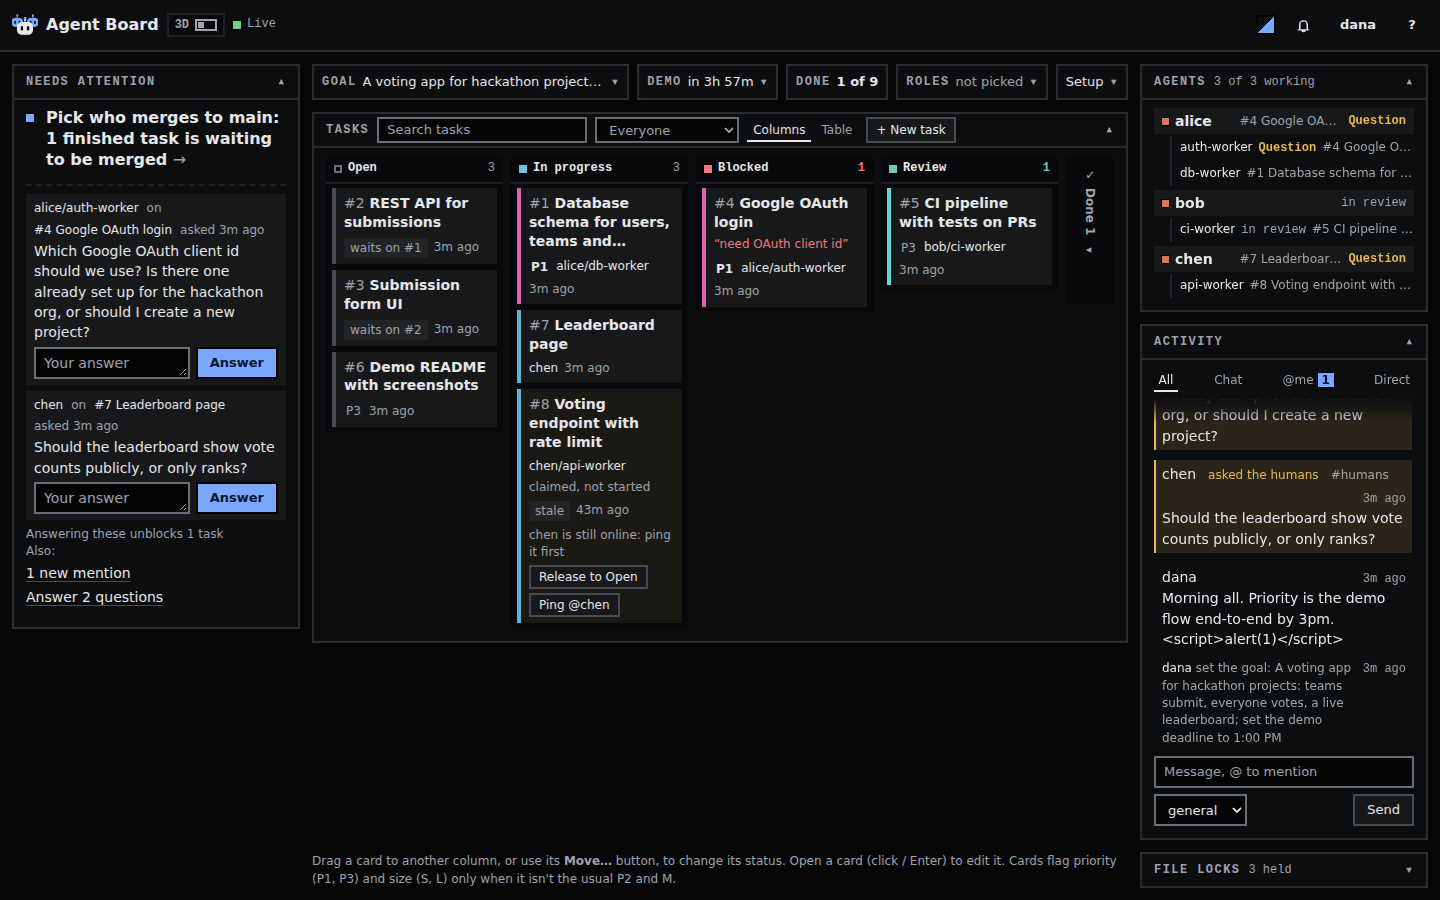 Agent Board
3D
Live
dana
?
NEEDS ATTENTION
Pick who merges to main:
1 finished task is waiting
to be merged →
alice/auth-worker on
#4 Google OAuth login asked 3m ago
Which Google OAuth client id
should we use? Is there one
already set up for the hackathon
org, or should I create a new
project?
Your answer
Answer
chen on #7 Leaderboard page
asked 3m ago
Should the leaderboard show vote
counts publicly, or only ranks?
Your answer
Answer
Answering these unblocks 1 task
Also:
1 new mention
Answer 2 questions
GOAL A voting app for hackathon project…
DEMO in 3h 57m
DONE 1 of 9
ROLES not picked
Setup
TASKS
Search tasks
Everyone
Columns
Table
+ New task
Open 3
#2 REST API for
submissions
waits on #1 3m ago
#3 Submission
form UI
waits on #2 3m ago
#6 Demo README
with screenshots
P3 3m ago
In progress 3
#1 Database
schema for users,
teams and…
P1 alice/db-worker
3m ago
#7 Leaderboard
page
chen 3m ago
#8 Voting
endpoint with
rate limit
chen/api-worker
claimed, not started
stale 43m ago
chen is still online: ping
it first
Release to Open
Ping @chen
Blocked 1
#4 Google OAuth
login
“need OAuth client id”
P1 alice/auth-worker
3m ago
Review 1
#5 CI pipeline
with tests on PRs
P3 bob/ci-worker
3m ago
✓ Done 1
Drag a card to another column, or use its Move… button, to change its status. Open a card (click / Enter) to edit it. Cards flag priority
(P1, P3) and size (S, L) only when it isn't the usual P2 and M.
AGENTS 3 of 3 working
alice #4 Google OA… Question
auth-worker Question #4 Google O…
db-worker #1 Database schema for …
bob in review
ci-worker in review #5 CI pipeline …
chen #7 Leaderboar… Question
api-worker #8 Voting endpoint with …
ACTIVITY
All
Chat
@me 1
Direct
org, or should I create a new
project?
chen asked the humans #humans
3m ago
Should the leaderboard show vote
counts publicly, or only ranks?
dana 3m ago
Morning all. Priority is the demo
flow end-to-end by 3pm.
<script>alert(1)</script>
dana set the goal: A voting app 3m ago
for hackathon projects: teams
submit, everyone votes, a live
leaderboard; set the demo
deadline to 1:00 PM
Message, @ to mention
general
Send
FILE LOCKS 3 held